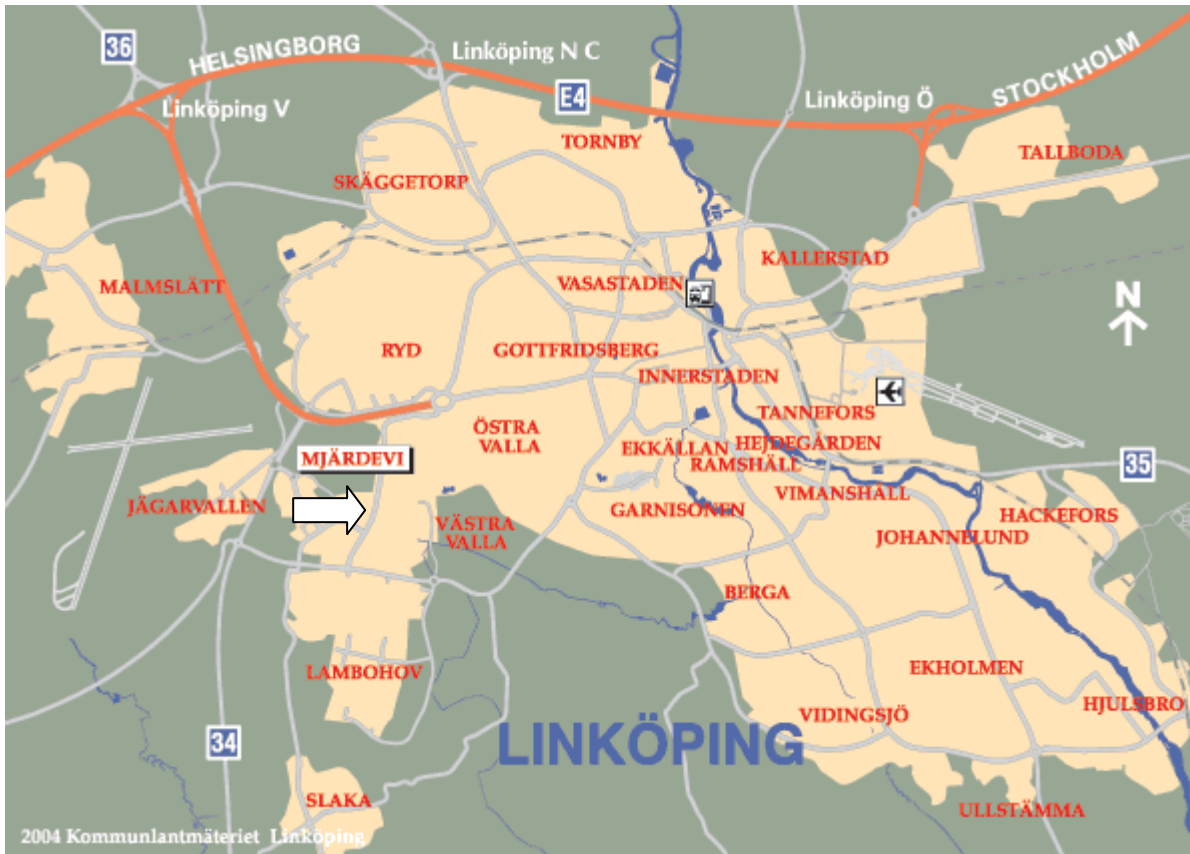 36
HELSINGBORG
Linköping N C
STOCKHOLM
E4
Linköping V
Linköping Ö
TORNBY
TALLBODA
SKÄGGETORP
KALLERSTAD
MALMSLÄTT
VASASTADEN
N
RYD
GOTTFRIDSBERG
INNERSTADEN
TANNEFORS
ÖSTRA
VALLA
EKKÄLLAN
HEJDEGÅRDEN
MJÄRDEVI
RAMSHÄLL
35
JÄGARVALLEN
VIMANSHÄLL
GARNISONEN
HACKEFORS
VÄSTRA
VALLA
JOHANNELUND
BERGA
LAMBOHOV
EKHOLMEN
HJULSBRO
VIDINGSJÖ
34
LINKÖPING
SLAKA
ULLSTÄMMA
2004 Kommunlantmäteriet Linköping